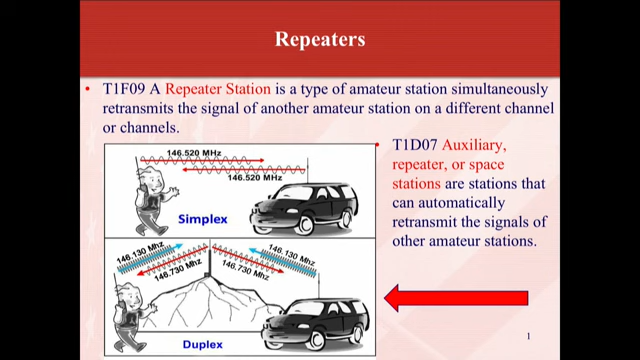 Repeaters
• T1F09 A Repeater Station is a type of amateur station simultaneously
retransmits the signal of another amateur station on a different channel
or channels.
• T1D07 Auxiliary,
repeater, or space
stations are stations that
can automatically
retransmit the signals of
other amateur stations.
146.520 MHz
146.520 MHz
Simplex
146.130 Mhz
146.730 MHz
146.130 Mhz
146.730 Mhz
Duplex
1